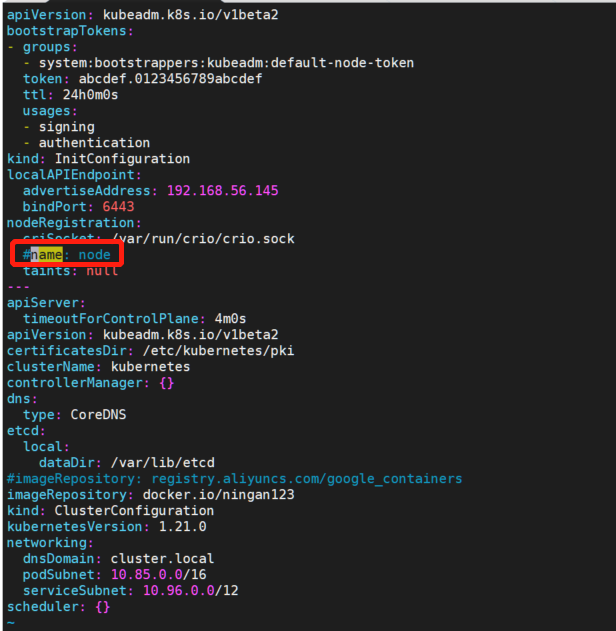 apiVersion: kubeadm.k8s.io/v1beta2
bootstrapTokens:
- groups:
  - system:bootstrappers:kubeadm:default-node-token
  token: abcdef.0123456789abcdef
  ttl: 24h0m0s
  usages:
  - signing
  - authentication
kind: InitConfiguration
localAPIEndpoint:
  advertiseAddress: 192.168.56.145
  bindPort: 6443
nodeRegistration:
  criSocket: /var/run/crio/crio.sock
  #name: node
  taints: null
---
apiServer:
  timeoutForControlPlane: 4m0s
apiVersion: kubeadm.k8s.io/v1beta2
certificatesDir: /etc/kubernetes/pki
clusterName: kubernetes
controllerManager: {}
dns:
  type: CoreDNS
etcd:
  local:
    dataDir: /var/lib/etcd
#imageRepository: registry.aliyuncs.com/google_containers
imageRepository: docker.io/ningan123
kind: ClusterConfiguration
kubernetesVersion: 1.21.0
networking:
  dnsDomain: cluster.local
  podSubnet: 10.85.0.0/16
  serviceSubnet: 10.96.0.0/12
scheduler: {}
~